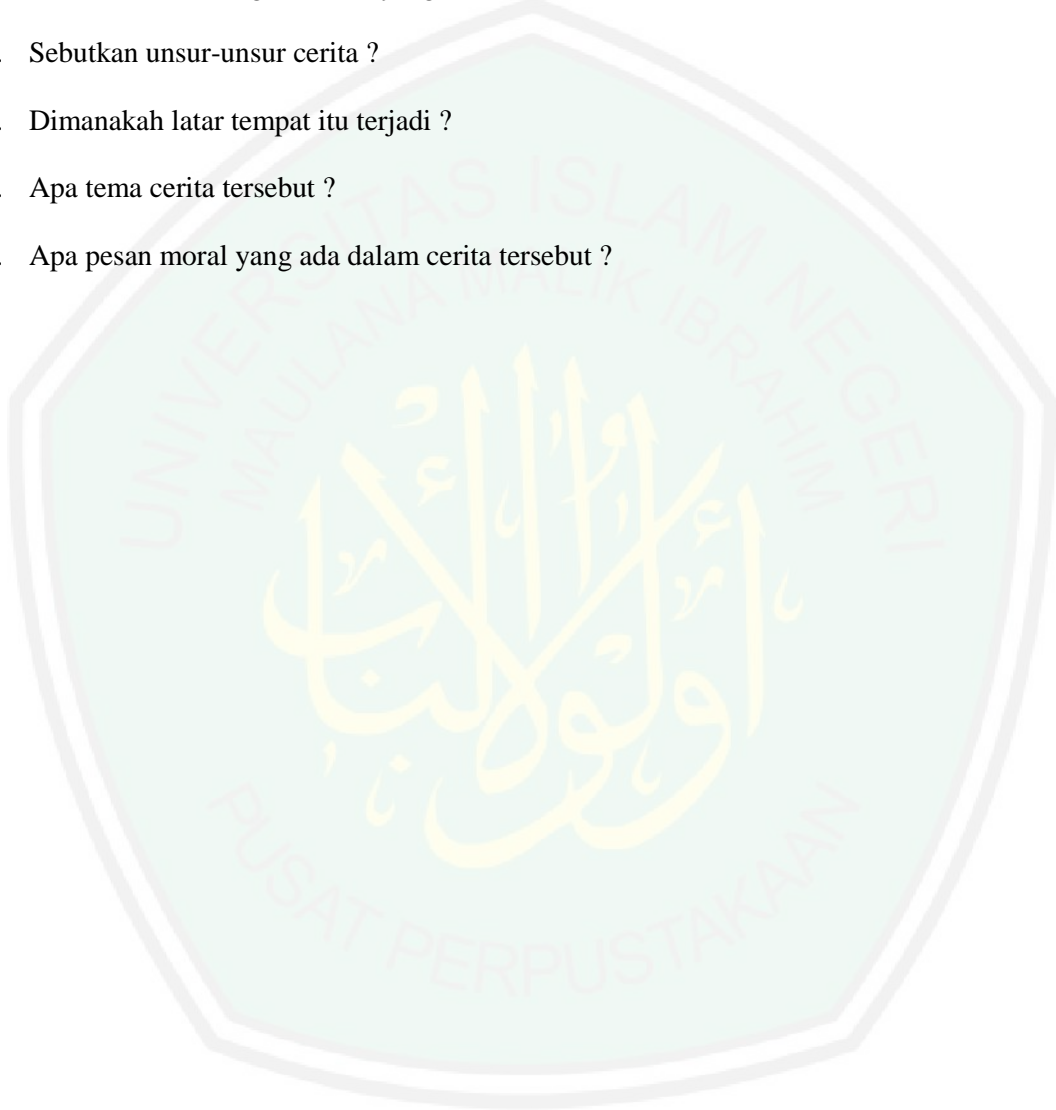 . Sebutkan unsur-unsur cerita ?
. Dimanakah latar tempat itu terjadi ?
. Apa tema cerita tersebut ?
. Apa pesan moral yang ada dalam cerita tersebut ?
UNIVERSITAS ISLAM NEGERI
MAULANA MALIK IBRAHIM
PUSAT PERPUSTAKAAN